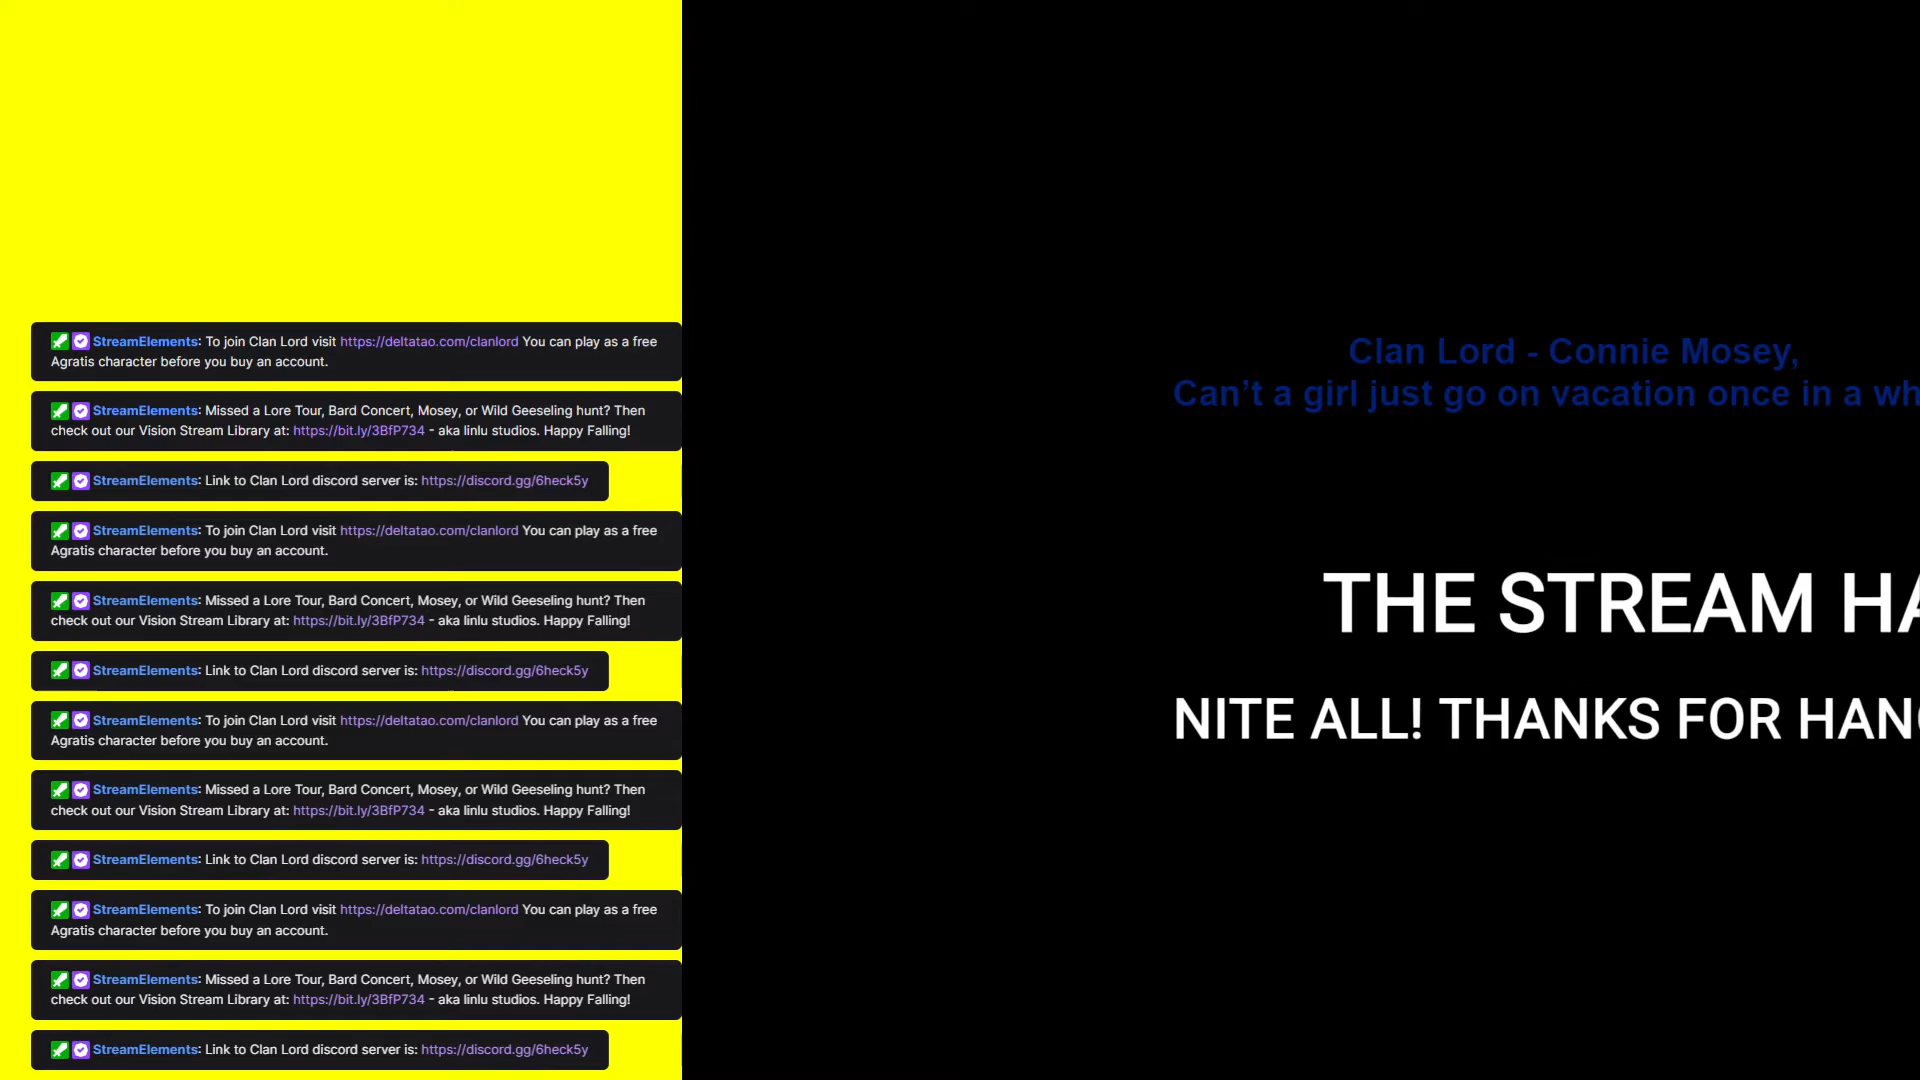 StreamElements: To join Clan Lord visit https://deltatao.com/clanlord You can play as a free
Agratis character before you buy an account.
StreamElements: Missed a Lore Tour, Bard Concert, Mosey, or Wild Geeseling hunt? Then
check out our Vision Stream Library at: https://bit.ly/3BfP734 - aka linlu studios. Happy Falling!
StreamElements: Link to Clan Lord discord server is: https://discord.gg/6heck5y
StreamElements: To join Clan Lord visit https://deltatao.com/clanlord You can play as a free
Agratis character before you buy an account.
StreamElements: Missed a Lore Tour, Bard Concert, Mosey, or Wild Geeseling hunt? Then
check out our Vision Stream Library at: https://bit.ly/3BfP734 - aka linlu studios. Happy Falling!
StreamElements: Link to Clan Lord discord server is: https://discord.gg/6heck5y
StreamElements: To join Clan Lord visit https://deltatao.com/clanlord You can play as a free
Agratis character before you buy an account.
StreamElements: Missed a Lore Tour, Bard Concert, Mosey, or Wild Geeseling hunt? Then
check out our Vision Stream Library at: https://bit.ly/3BfP734 - aka linlu studios. Happy Falling!
StreamElements: Link to Clan Lord discord server is: https://discord.gg/6heck5y
StreamElements: To join Clan Lord visit https://deltatao.com/clanlord You can play as a free
Agratis character before you buy an account.
StreamElements: Missed a Lore Tour, Bard Concert, Mosey, or Wild Geeseling hunt? Then
check out our Vision Stream Library at: https://bit.ly/3BfP734 - aka linlu studios. Happy Falling!
StreamElements: Link to Clan Lord discord server is: https://discord.gg/6heck5y
Clan Lord - Connie Mosey,
Can’t a girl just go on vacation once in a
THE STREAM
NITE ALL! THANKS FOR